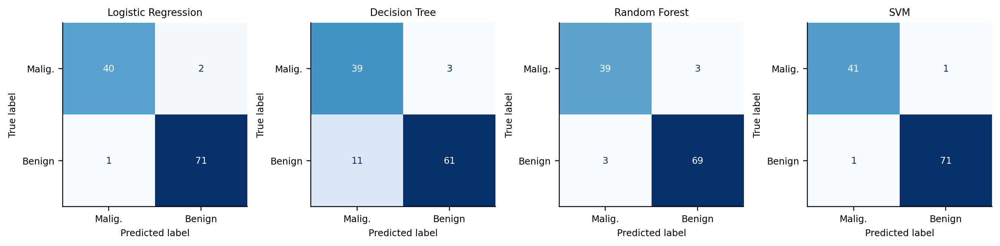 Logistic Regression
True label
Malig.
40
2
Benign
1
71
Malig.
Benign
Predicted label
Decision Tree
True label
Malig.
39
3
Benign
11
61
Malig.
Benign
Predicted label
Random Forest
True label
Malig.
39
3
Benign
3
69
Malig.
Benign
Predicted label
SVM
True label
Malig.
41
1
Benign
1
71
Malig.
Benign
Predicted label